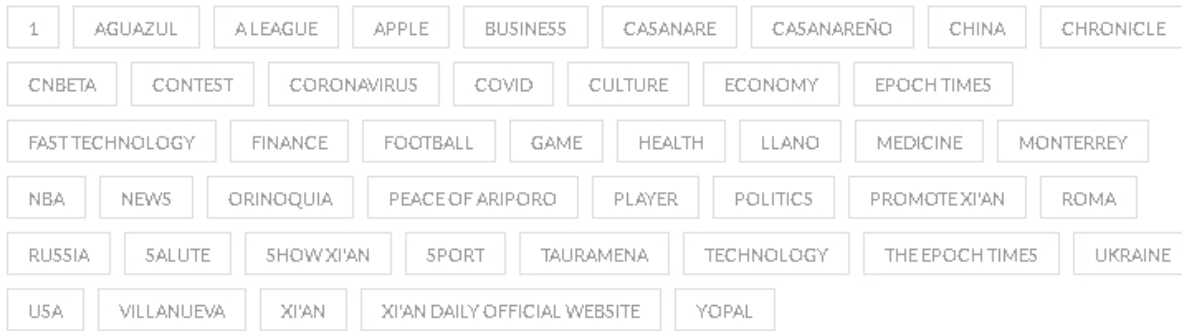 1 AGUAZUL A LEAGUE APPLE BUSINESS CASANARE CASANAREÑO CHINA CHRONICLE
CNBETA CONTEST CORONAVIRUS COVID CULTURE ECONOMY EPOCH TIMES
FAST TECHNOLOGY FINANCE FOOTBALL GAME HEALTH LLANO MEDICINE MONTERREY
NBA NEWS ORINOQUIA PEACE OF ARIPORO PLAYER POLITICS PROMOTE XI'AN ROMA
RUSSIA SALUTE SHOW XI'AN SPORT TAURAMENA TECHNOLOGY THE EPOCH TIMES UKRAINE
USA VILLANUEVA XI'AN XI'AN DAILY OFFICIAL WEBSITE YOPAL